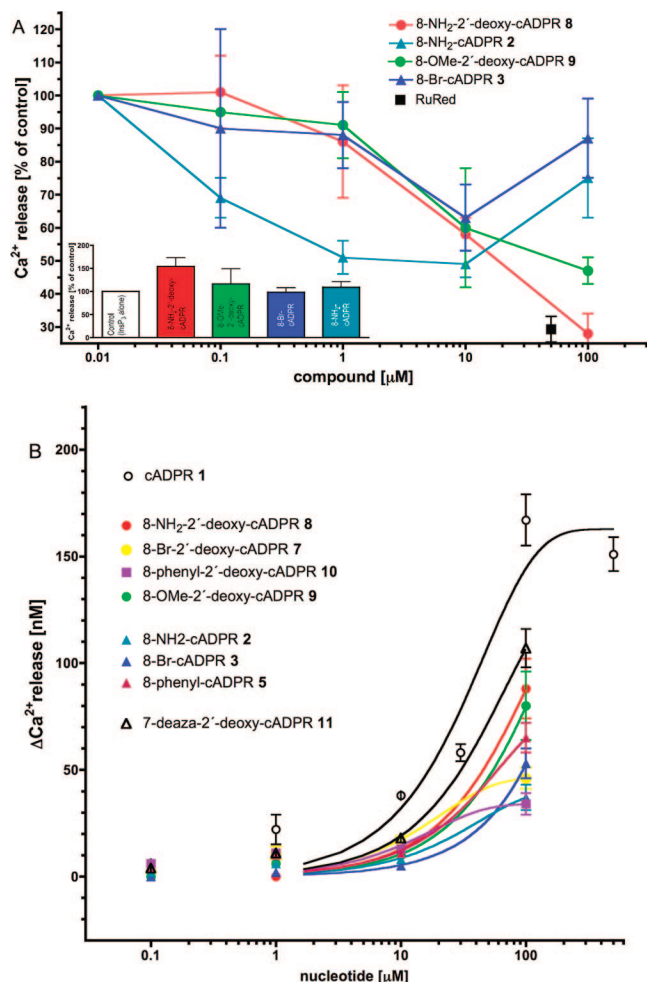 A
8-NH₂-2´-deoxy-cADPR 8
8-NH₂-cADPR 2
8-OMe-2´-deoxy-cADPR 9
8-Br-cADPR 3
RuRed
Ca²⁺ release [% of control]
120
110
100
90
80
70
60
50
40
30
0.01
0.1
1
10
100
compound [µM]
Ca²⁺ release [% of control]
200
150
100
50
0
Control
(InsP₃ alone)
8-NH₂-2´-deoxy-
cADPR
8-OMe-
2´-deoxy-
cADPR
8-Br-
cADPR
8-NH₂-
cADPR
B
cADPR 1
8-NH₂-2´-deoxy-cADPR 8
8-Br-2´-deoxy-cADPR 7
8-phenyl-2´-deoxy-cADPR 10
8-OMe-2´-deoxy-cADPR 9
8-NH2-cADPR 2
8-Br-cADPR 3
8-phenyl-cADPR 5
7-deaza-2´-deoxy-cADPR 11
ΔCa²⁺release [nM]
200
150
100
50
0
0.1
1
10
100
nucleotide [µM]